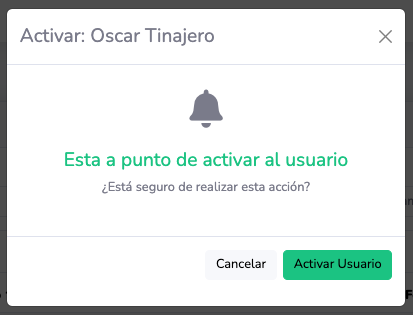 Activar: Oscar Tinajero
Esta a punto de activar al usuario
¿Está seguro de realizar esta acción?
Cancelar
Activar Usuario